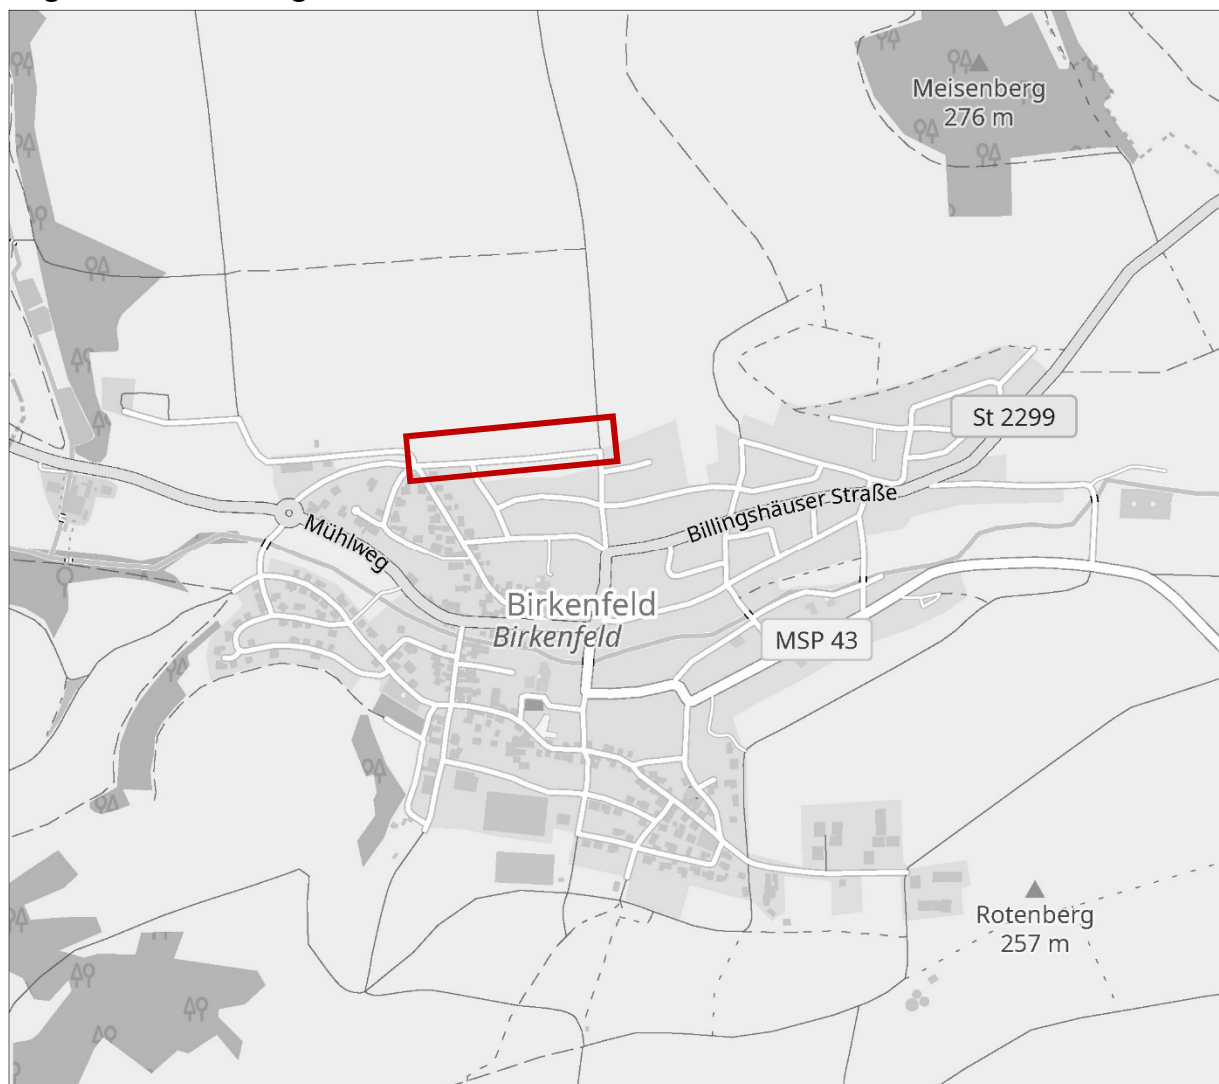 Meisenberg
276 m
St 2299
Billingshäuser Straße
Mühlweg
Birkenfeld
Birkenfeld
MSP 43
Rotenberg
257 m